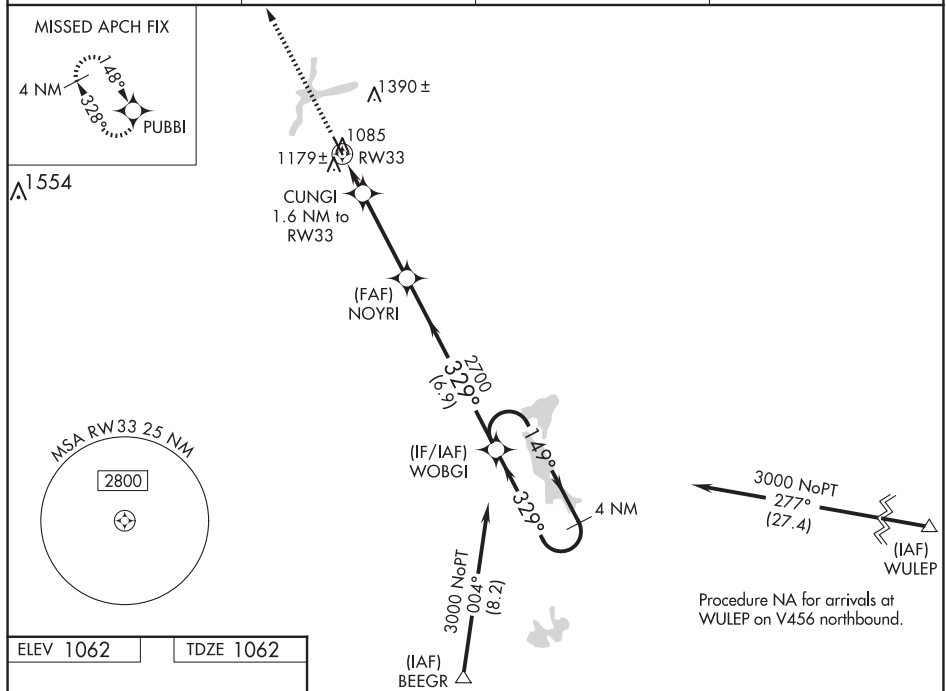 MISSED APCH FIX
4 NM
148°
328°
PUBBI
1390 ±
1085
1179 ±
RW33
1554
CUNGI
1.6 NM to
RW33
(FAF)
NOYRI
2700
329°
(6.9)
(IF/IAF)
WOBGI
149°
329°
4 NM
MSA RW33 25 NM
2800
3000 NoPT
277°
(27.4)
(IAF)
WULEP
3000 NoPT
004°
(8.2)
Procedure NA for arrivals at
WULEP on V456 northbound.
(IAF)
BEEGR
ELEV 1062
TDZE 1062